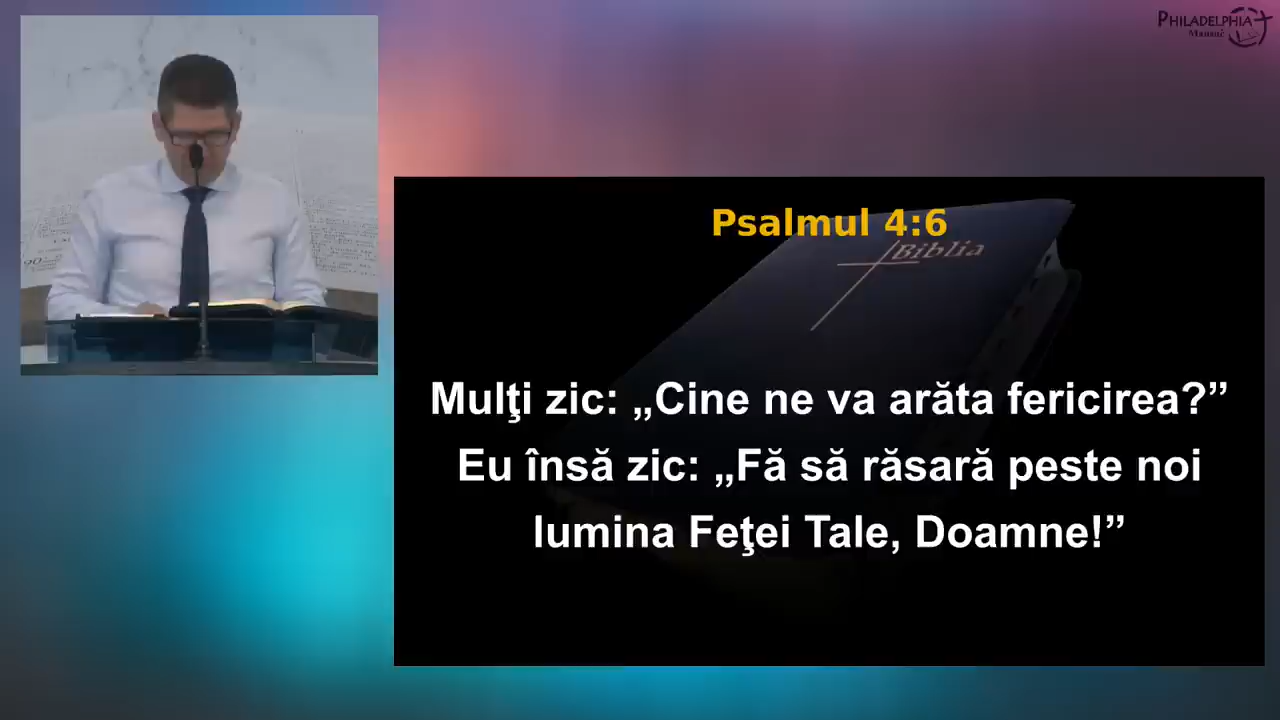 PHILADELPHIA
Psalmul 4:6
Biblia
Mulţi zic: „Cine ne va arăta fericirea?”
Eu însă zic: „Fă să răsară peste noi
lumina Feţei Tale, Doamne!”